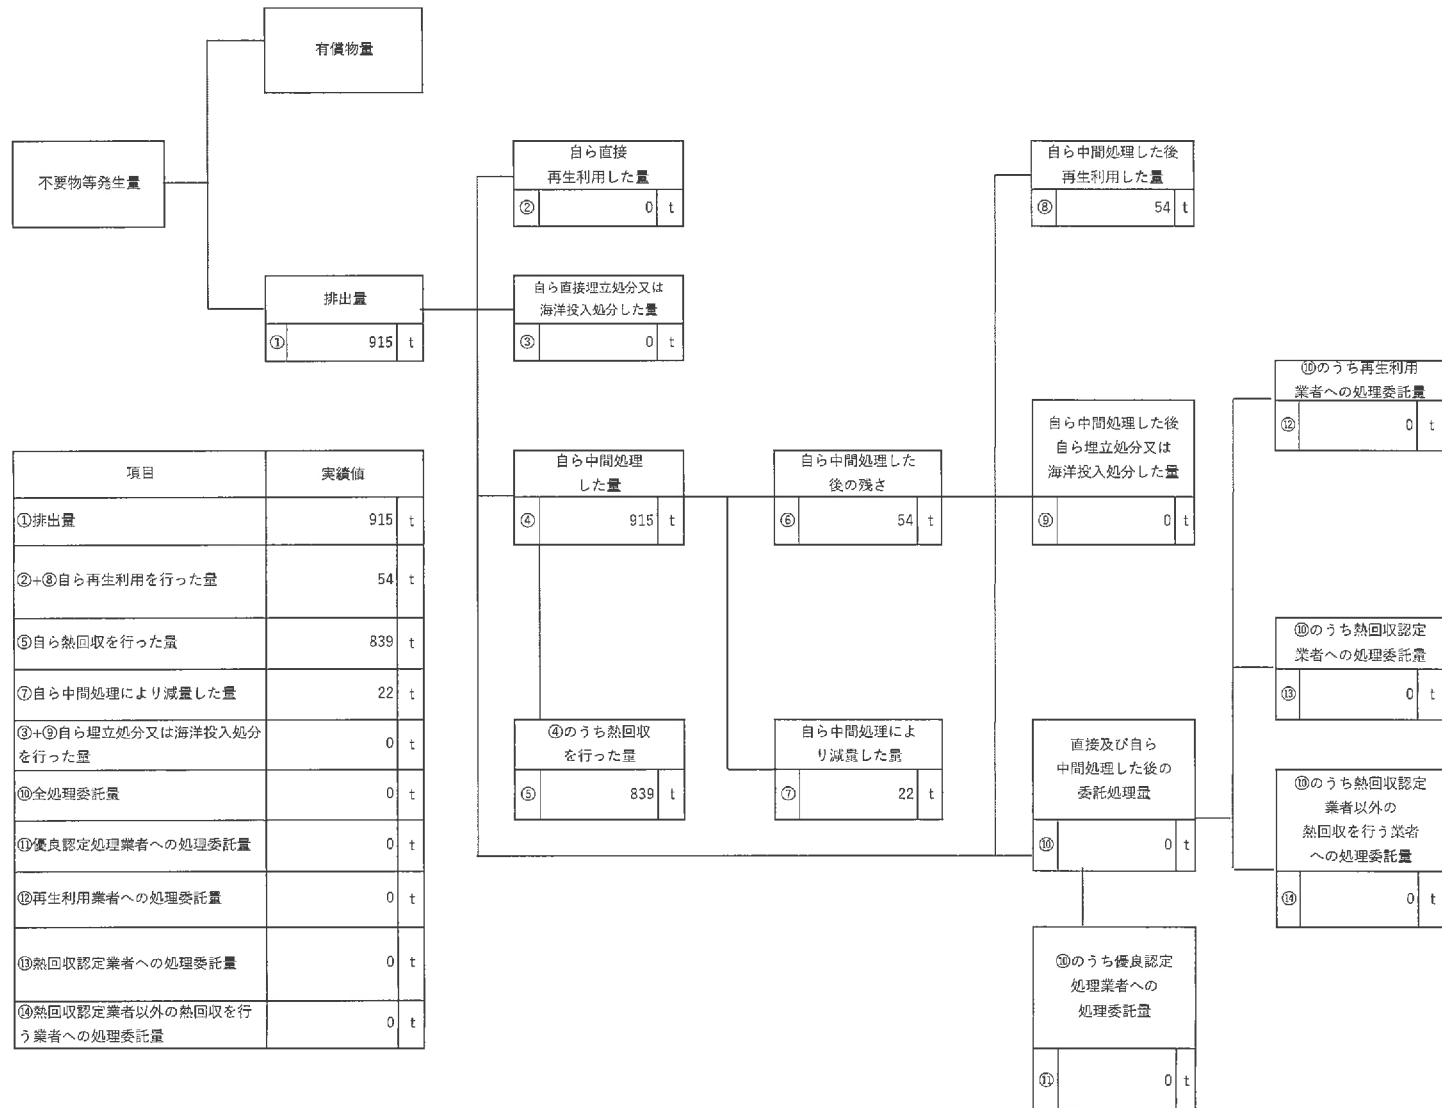 有償物量
不要物等発生量
排出量
① 915 t
自ら直接
再生利用した量
② 0 t
自ら直接埋立処分又は
海洋投入処分した量
③ 0 t
自ら中間処理
した量
④ 915 t
④のうち熱回収
を行った量
⑤ 839 t
自ら中間処理した
後の残さ
⑥ 54 t
自ら中間処理によ
り減量した量
⑦ 22 t
自ら中間処理した後
再生利用した量
⑧ 54 t
自ら中間処理した後
自ら埋立処分又は
海洋投入処分した量
⑨ 0 t
直接及び自ら
中間処理した後の
委託処理量
⑩ 0 t
⑩のうち優良認定
処理業者への
処理委託量
⑪ 0 t
⑩のうち再生利用
業者への処理委託量
⑫ 0 t
⑩のうち熱回収認定
業者への処理委託量
⑬ 0 t
⑩のうち熱回収認定
業者以外の
熱回収を行う業者
への処理委託量
⑭ 0 t
項目 実績値
①排出量 915 t
②+⑧自ら再生利用を行った量 54 t
⑤自ら熱回収を行った量 839 t
⑦自ら中間処理により減量した量 22 t
③+⑨自ら埋立処分又は海洋投入処分
を行った量 0 t
⑩全処理委託量 0 t
⑪優良認定処理業者への処理委託量 0 t
⑫再生利用業者への処理委託量 0 t
⑬熱回収認定業者への処理委託量 0 t
⑭熱回収認定業者以外の熱回収を行
う業者への処理委託量 0 t